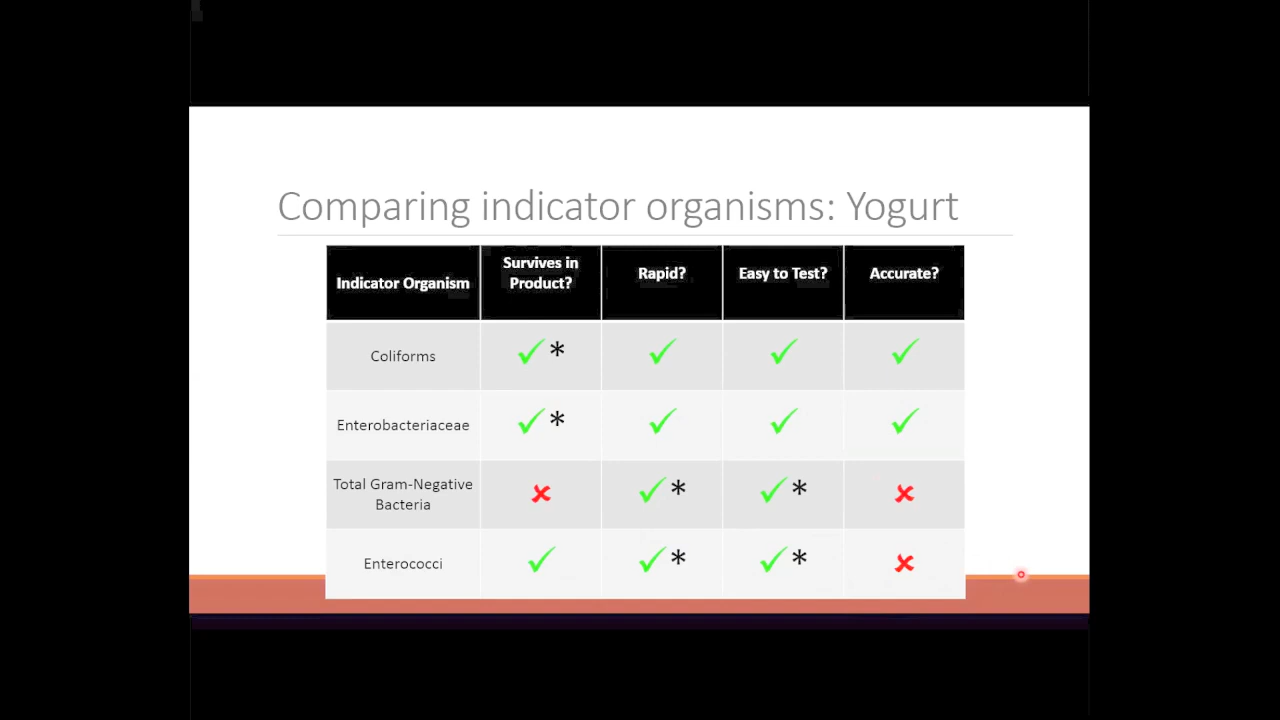 Comparing indicator organisms: Yogurt
Indicator Organism
Survives in
Product?
Rapid?
Easy to Test?
Accurate?
Coliforms
✓* ✓ ✓ ✓
Enterobacteriaceae
✓* ✓ ✓ ✓
Total Gram-Negative
Bacteria
✗ ✓* ✓* ✗
Enterococci
✓ ✓* ✓* ✗